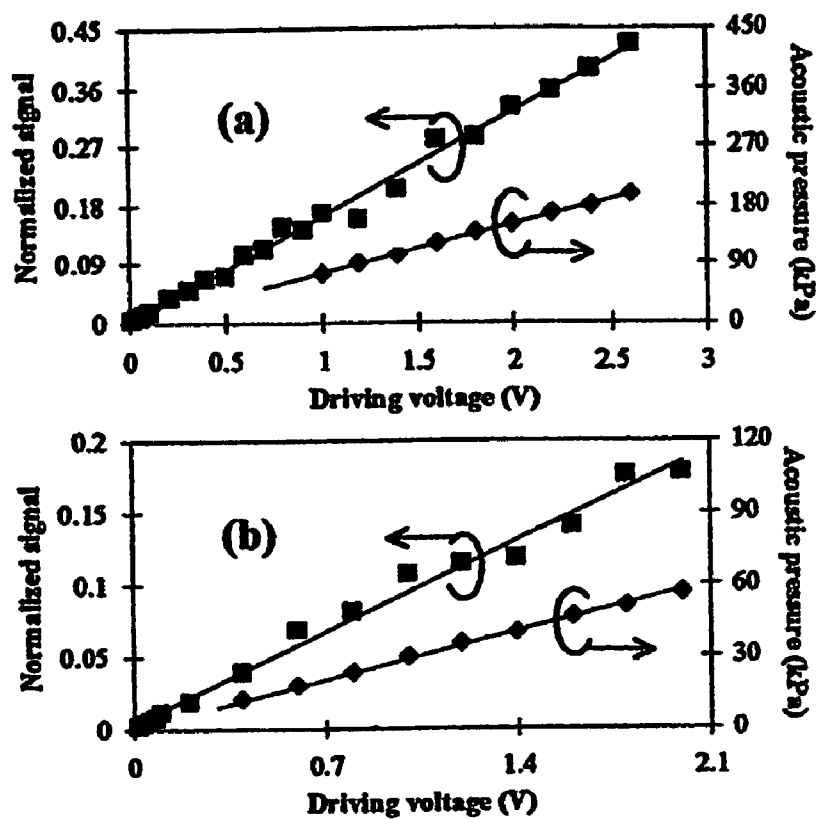 0.45
0.36
0.27
0.18
0.09
0
Normalized signal
(a)
450
360
270
180
90
0
Acoustic pressure (kPa)
0 0.5 1 1.5 2 2.5 3
Driving voltage (V)
0.2
0.15
0.1
0.05
0
Normalized signal
(b)
120
90
60
30
0
Acoustic pressure (kPa)
0 0.7 1.4 2.1
Driving voltage (V)